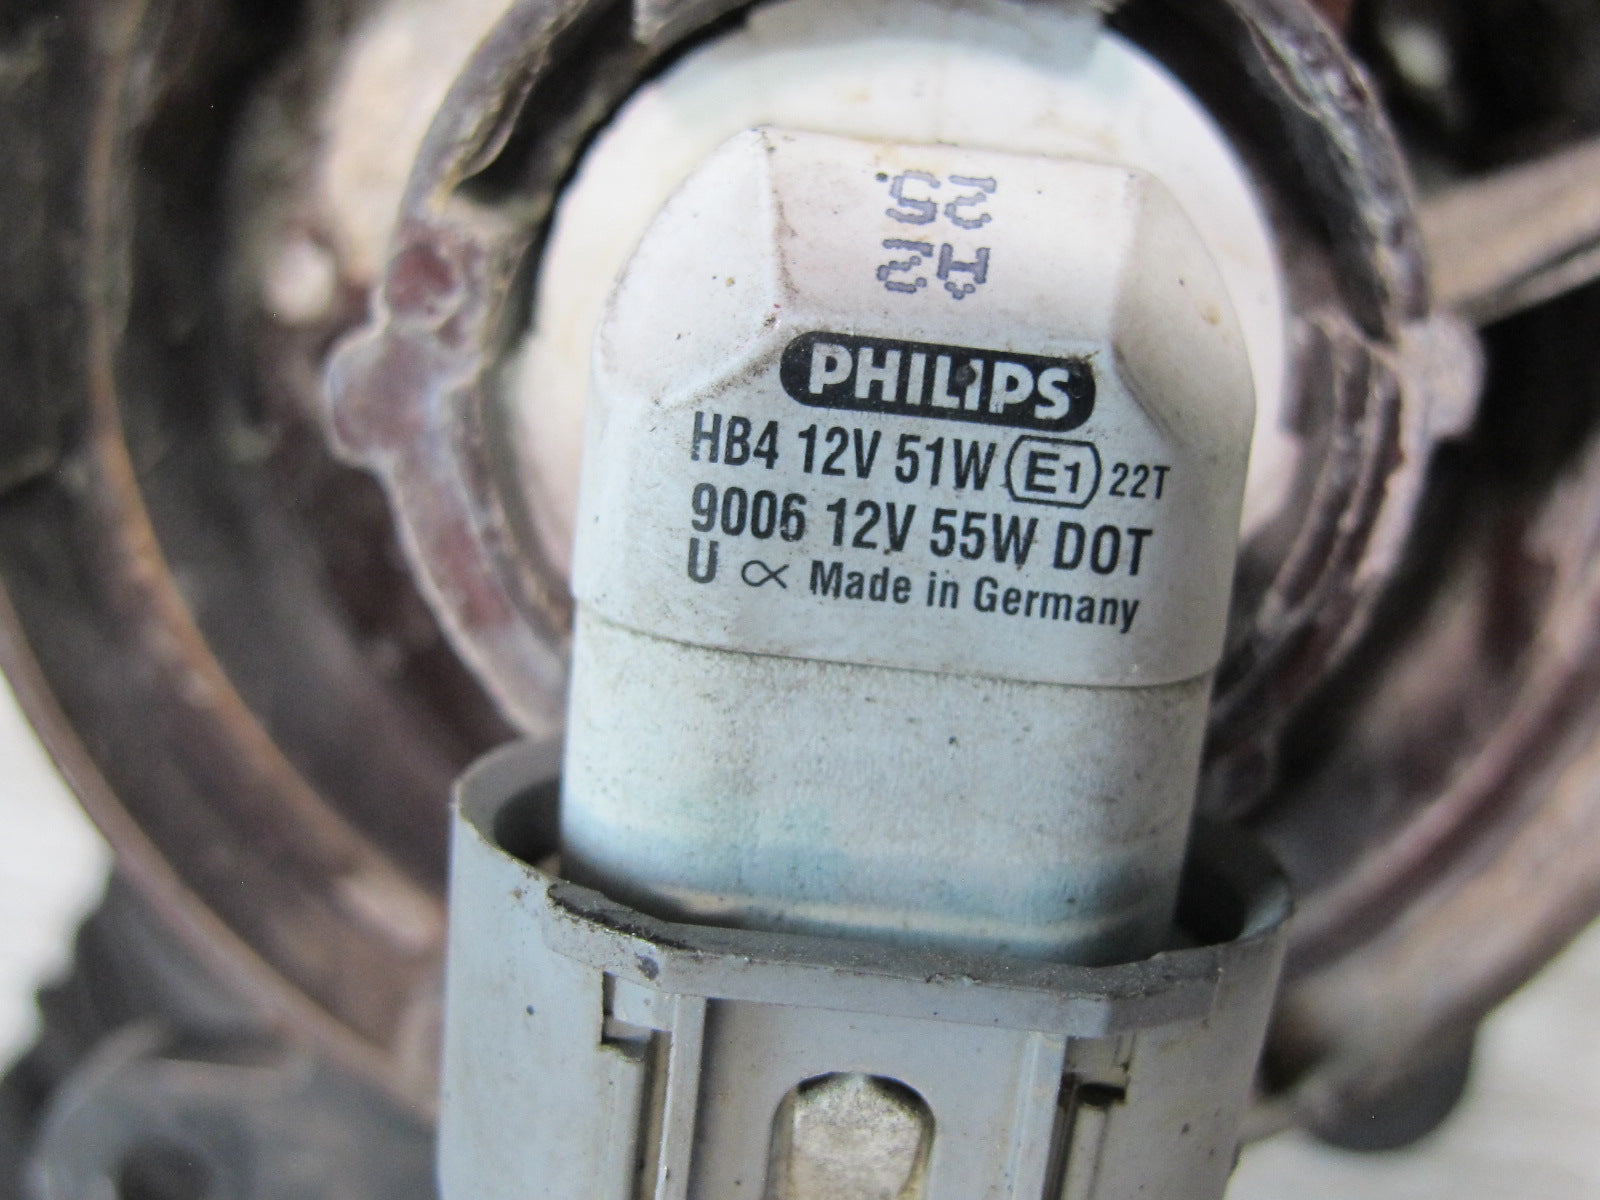 PHILIPS
HB4 12V 51W E1 22T
9006 12V 55W DOT
U ∝ Made in Germany